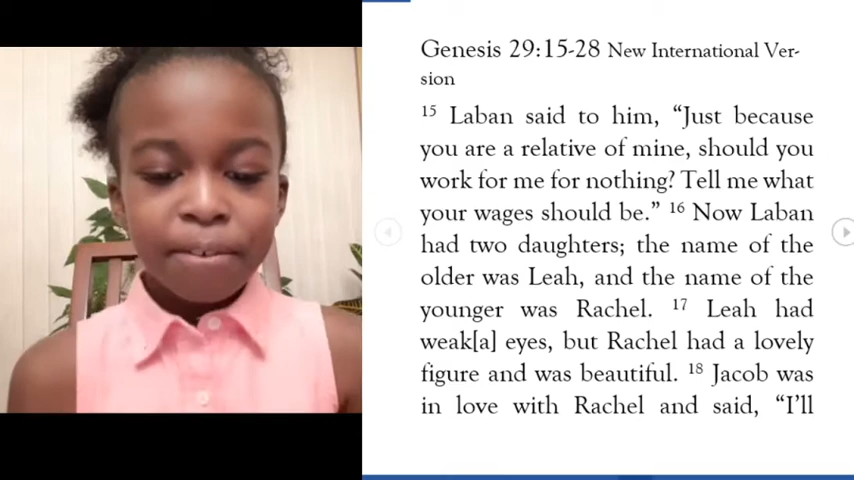 Genesis 29:15-28 New International Ver-
sion
15 Laban said to him, “Just because
you are a relative of mine, should you
work for me for nothing? Tell me what
your wages should be.” 16 Now Laban
had two daughters; the name of the
older was Leah, and the name of the
younger was Rachel. 17 Leah had
weak[a] eyes, but Rachel had a lovely
figure and was beautiful. 18 Jacob was
in love with Rachel and said, “I’ll